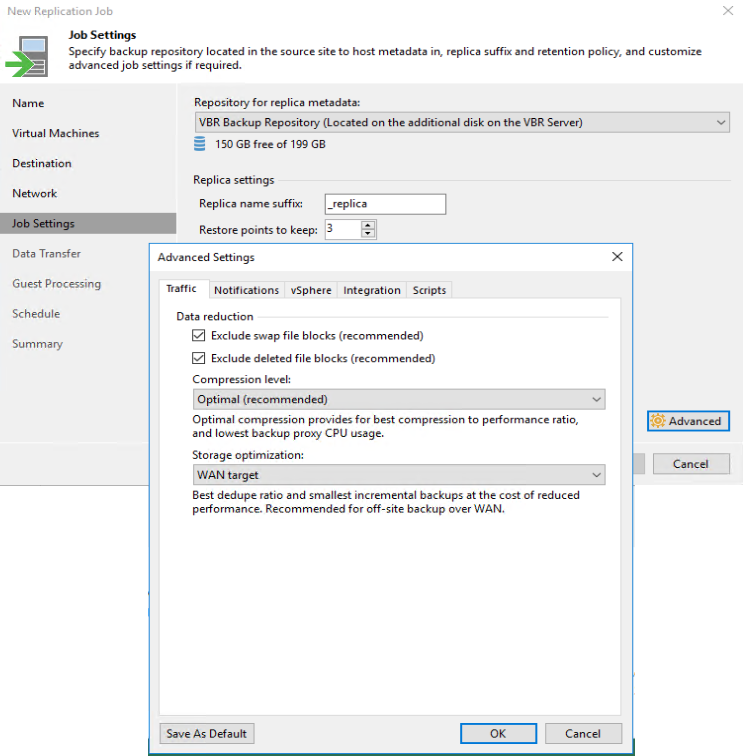 New Replication Job
Job Settings
Specify backup repository located in the source site to host metadata in, replica suffix and retention policy, and customize
advanced job settings if required.
Name
Virtual Machines
Destination
Network
Job Settings
Data Transfer
Guest Processing
Schedule
Summary
Repository for replica metadata:
VBR Backup Repository (Located on the additional disk on the VBR Server)
150 GB free of 199 GB
Replica settings
Replica name suffix: _replica
Restore points to keep: 3
Advanced
Cancel
Advanced Settings
Traffic Notifications vSphere Integration Scripts
Data reduction
Exclude swap file blocks (recommended)
Exclude deleted file blocks (recommended)
Compression level:
Optimal (recommended)
Optimal compression provides for best compression to performance ratio,
and lowest backup proxy CPU usage.
Storage optimization:
WAN target
Best dedupe ratio and smallest incremental backups at the cost of reduced
performance. Recommended for off-site backup over WAN.
Save As Default OK Cancel